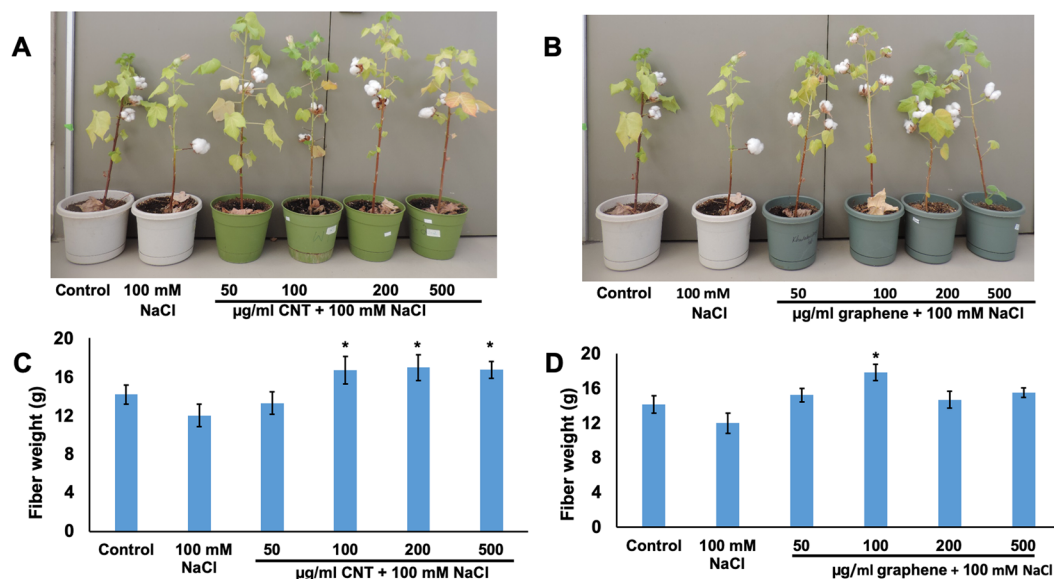 A
B
Control
100 mM
NaCl
50
100
200
500
µg/ml CNT + 100 mM NaCl
Control
100 mM
NaCl
50
100
200
500
µg/ml graphene + 100 mM NaCl
C
Fiber weight (g)
20
16
12
8
4
0
*
*
*
Control
100 mM
NaCl
50
100
200
500
µg/ml CNT + 100 mM NaCl
D
Fiber weight (g)
20
16
12
8
4
0
*
Control
100 mM
NaCl
50
100
200
500
µg/ml graphene + 100 mM NaCl